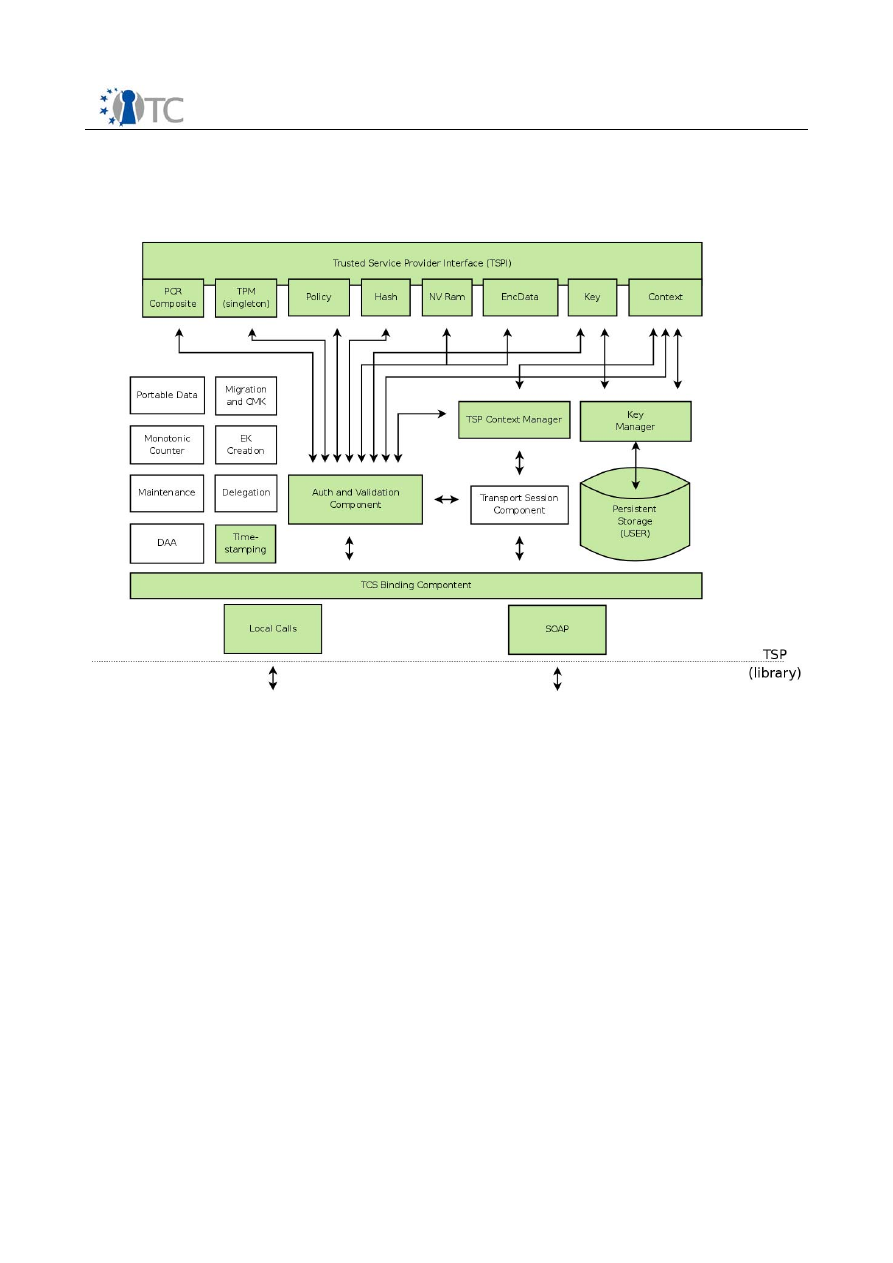 TC
Trusted Service Provider Interface (TSPI)
PCR
Composite
TPM
(singleton)
Policy
Hash
NV Ram
EncData
Key
Context
Portable Data
Migration
and CMK
TSP Context Manager
Key
Manager
Monotonic
Counter
EK
Creation
Maintenance
Delegation
Auth and Validation
Component
Transport Session
Component
Persistent
Storage
(USER)
DAA
Time-
stamping
TCS Binding Compontent
Local Calls
SOAP
TSP
(library)